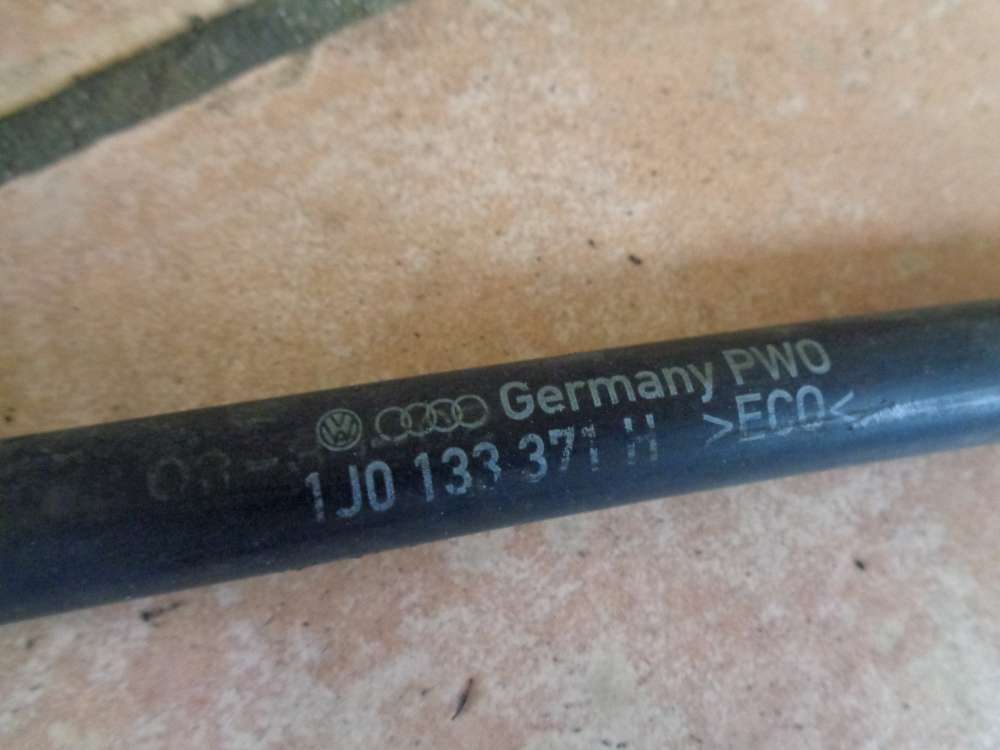 Germany PWO
1J0 133 371 H >ECO<